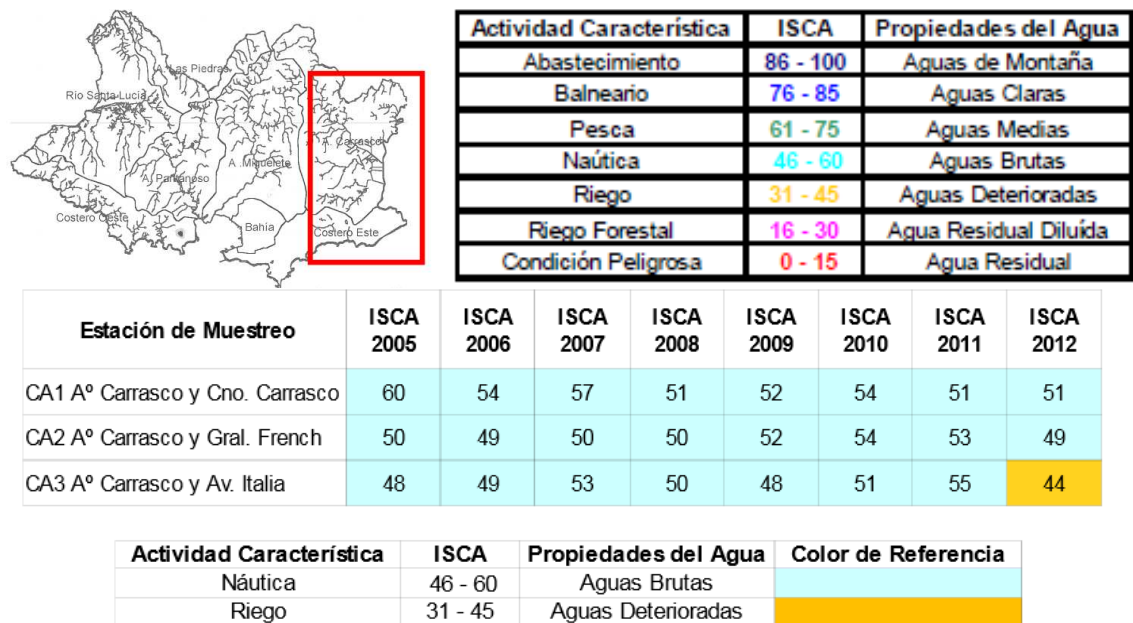 A. Las Piedras
Río Santa Lucía
A. Carrasco
A. Miguelete
A. Pantanoso
Costero Oeste
Bahía
Costero Este
Actividad Característica ISCA Propiedades del Agua
Abastecimiento 86 - 100 Aguas de Montaña
Balneario 76 - 85 Aguas Claras
Pesca 61 - 75 Aguas Medias
Naútica 46 - 60 Aguas Brutas
Riego 31 - 45 Aguas Deterioradas
Riego Forestal 16 - 30 Agua Residual Diluída
Condición Peligrosa 0 - 15 Agua Residual
Estación de Muestreo ISCA 2005 ISCA 2006 ISCA 2007 ISCA 2008 ISCA 2009 ISCA 2010 ISCA 2011 ISCA 2012
CA1 Aº Carrasco y Cno. Carrasco 60 54 57 51 52 54 51 51
CA2 Aº Carrasco y Gral. French 50 49 50 50 52 54 53 49
CA3 Aº Carrasco y Av. Italia 48 49 53 50 48 51 55 44
Actividad Característica ISCA Propiedades del Agua Color de Referencia
Náutica 46 - 60 Aguas Brutas
Riego 31 - 45 Aguas Deterioradas